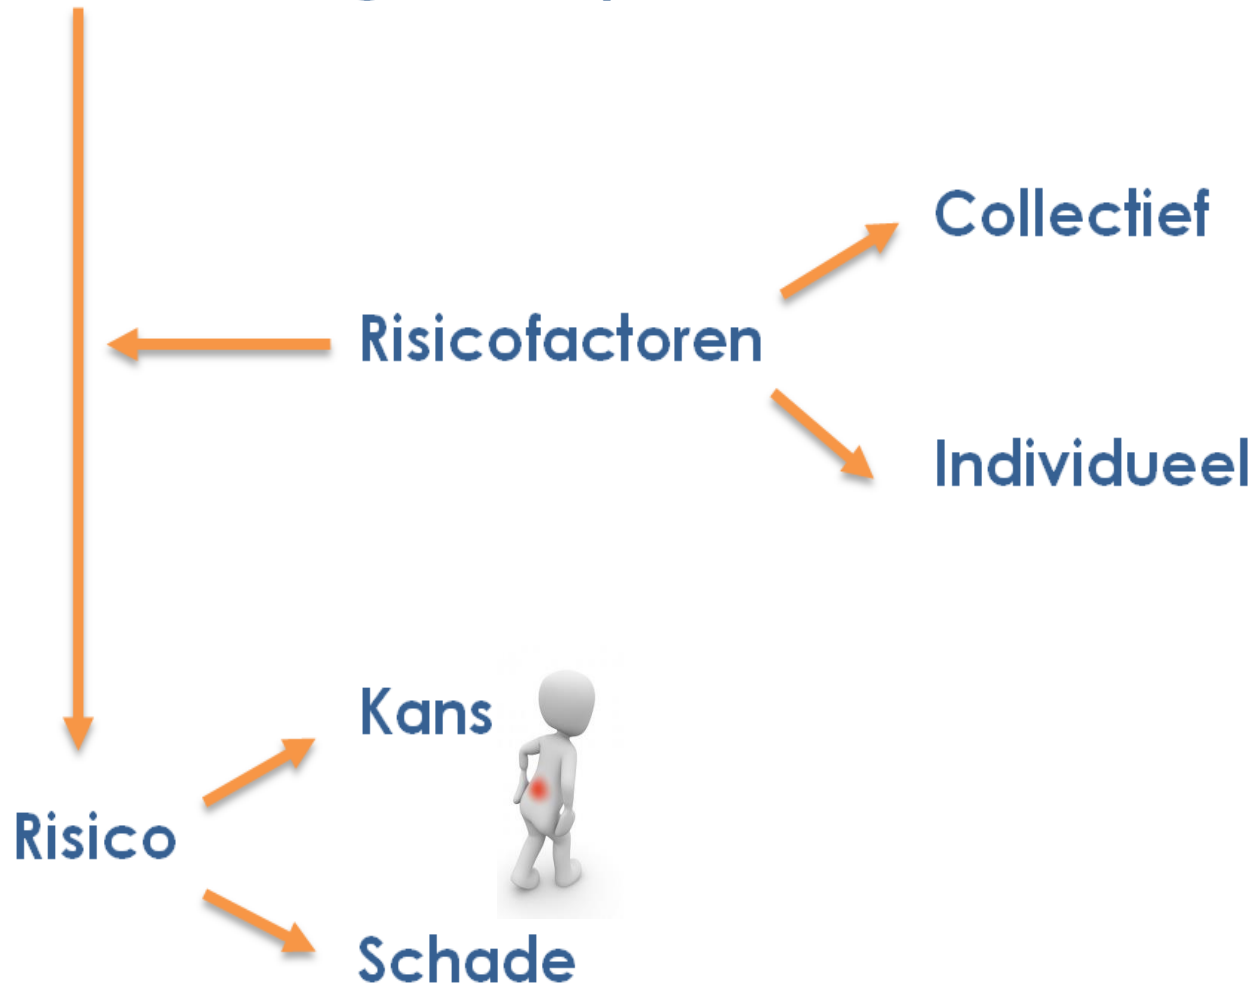 Collectief
Risicofactoren
Individueel
Kans
Risico
Schade